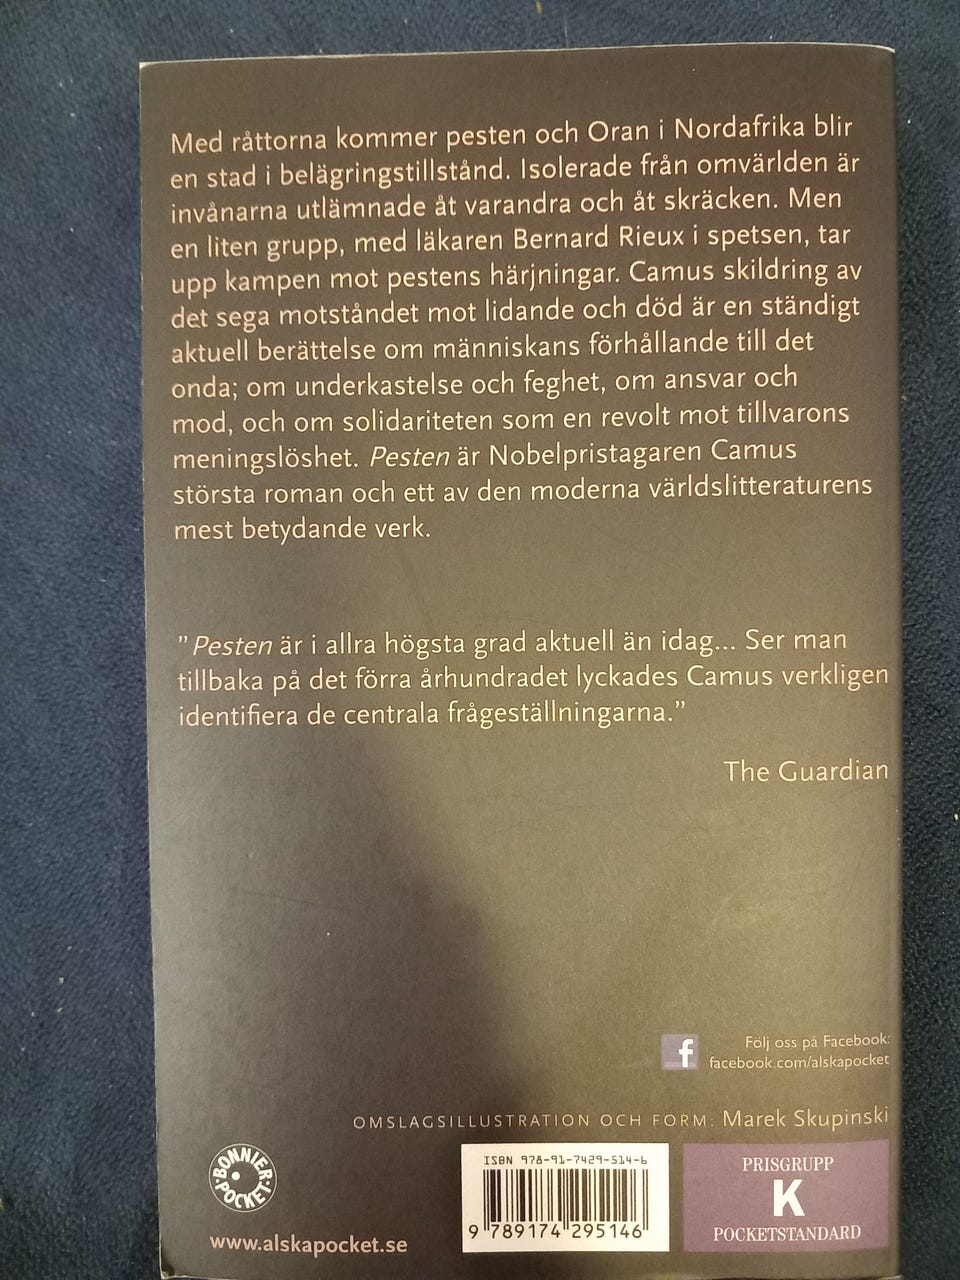 Med råttorna kommer pesten och Oran i Nordafrika blir
en stad i belägringstillstånd. Isolerade från omvärlden är
invånarna utlämnade åt varandra och åt skräcken. Men
en liten grupp, med läkaren Bernard Rieux i spetsen, tar
upp kampen mot pestens härjningar. Camus skildring av
det sega motståndet mot lidande och död är en ständigt
aktuell berättelse om människans förhållande till det
onda; om underkastelse och feghet, om ansvar och
mod, och om solidariteten som en revolt mot tillvarons
meningslöshet. Pesten är Nobelpristagaren Camus
största roman och ett av den moderna världslitteraturens
mest betydande verk.
"Pesten är i allra högsta grad aktuell än idag... Ser man
tillbaka på det förra århundradet lyckades Camus verkligen
identifiera de centrala frågeställningarna."
The Guardian
f
Följ oss på Facebook:
facebook.com/alskapocket
OMSLAGSILLUSTRATION OCH FORM: Marek Skupinski
BONNIER
POCKET
www.alskapocket.se
ISBN 978-91-7429-514-6
9 789174 295146
PRISGRUPP
K
POCKETSTANDARD